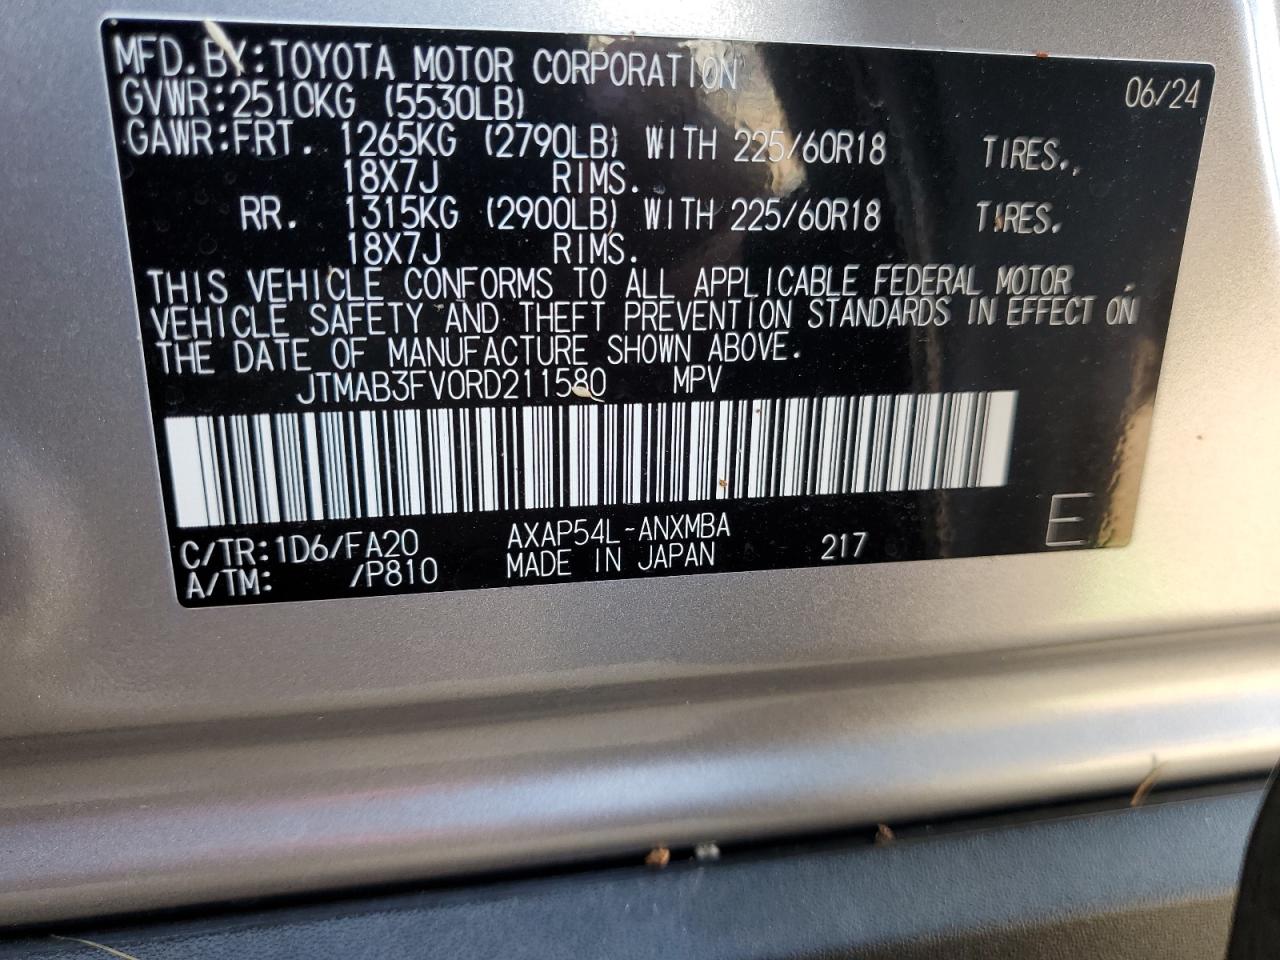 MFD. BY: TOYOTA MOTOR CORPORATION 06/24
GVWR: 2510KG (5530LB)
GAWR: FRT. 1265KG (2790LB) WITH 225/60R18 TIRES.,
18X7J RIMS.
RR. 1315KG (2900LB) WITH 225/60R18 TIRES.
18X7J RIMS.
THIS VEHICLE CONFORMS TO ALL APPLICABLE FEDERAL MOTOR
VEHICLE SAFETY AND THEFT PREVENTION STANDARDS IN EFFECT ON
THE DATE OF MANUFACTURE SHOWN ABOVE.
JTMAB3FV0RD211580 MPV
C/TR: 1D6/FA20 AXAP54L-ANXMBA 217 E
A/TM: /P810 MADE IN JAPAN